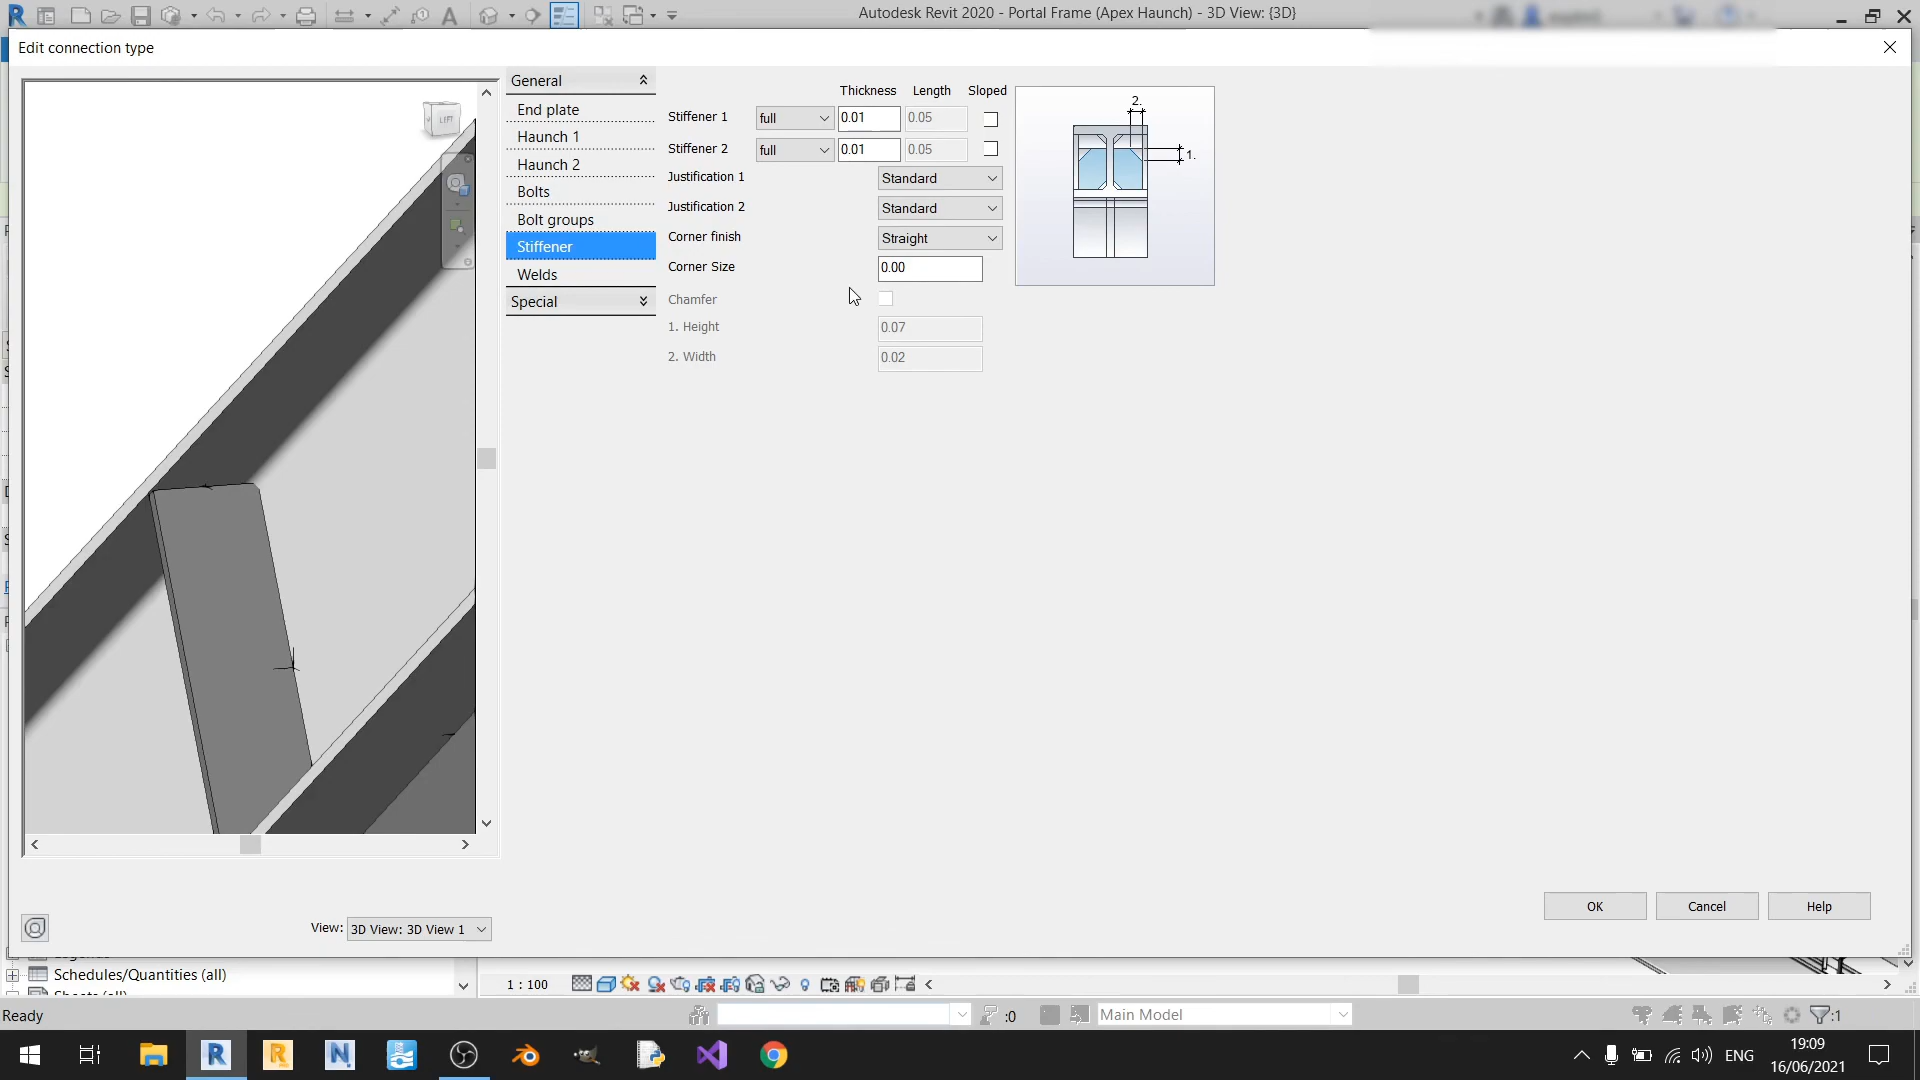 Autodesk Revit 2020 - Portal Frame (Apex Haunch) - 3D View: {3D}
Edit connection type
LEFT
General
End plate
Haunch 1
Haunch 2
Bolts
Bolt groups
Stiffener
Welds
Special
Thickness Length Sloped
Stiffener 1 full 0.01 0.05
Stiffener 2 full 0.01 0.05
Justification 1 Standard
Justification 2 Standard
Corner finish Straight
Corner Size 0.00
Chamfer
1. Height 0.07
2. Width 0.02
2.
1.
OK Cancel Help
View: 3D View: 3D View 1
Schedules/Quantities (all)
1 : 100
Ready
:0
Main Model
:1
ENG
19:09
16/06/2021